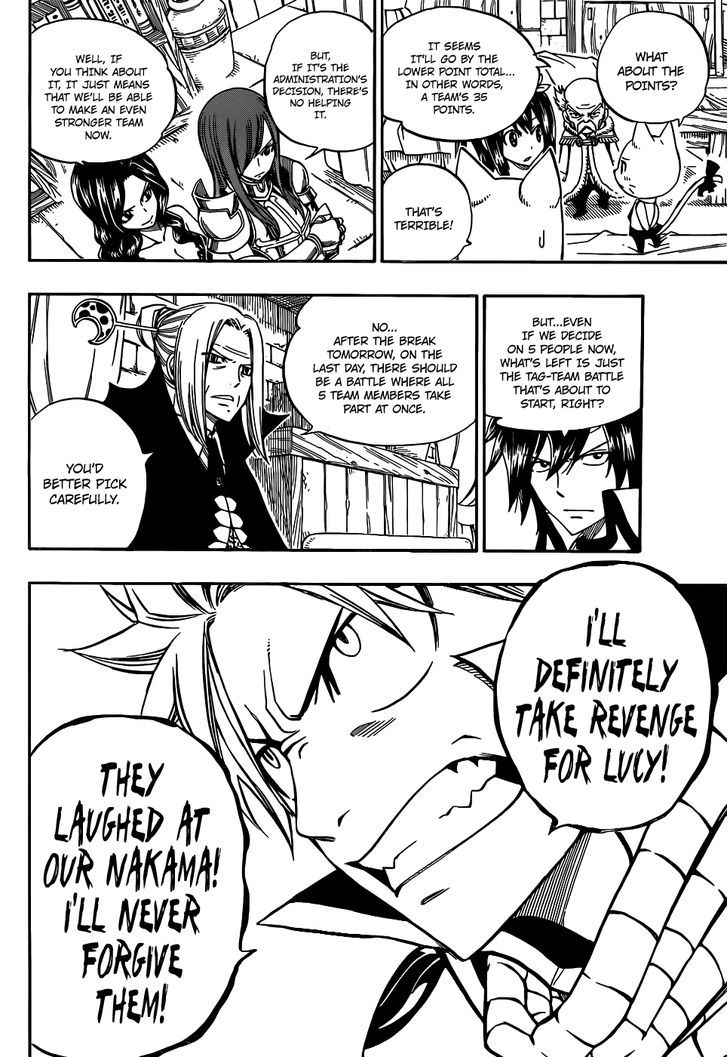 WHAT
ABOUT THE
POINTS?
IT SEEMS
IT'LL GO BY THE
LOWER POINT TOTAL...
IN OTHER WORDS,
A TEAM'S 35
POINTS.
THAT'S
TERRIBLE!
BUT,
IF IT'S THE
ADMINISTRATION'S
DECISION, THERE'S
NO HELPING
IT.
WELL, IF
YOU THINK ABOUT
IT, IT JUST MEANS
THAT WE'LL BE ABLE
TO MAKE AN EVEN
STRONGER TEAM
NOW.
BUT...EVEN
IF WE DECIDE
ON 5 PEOPLE NOW,
WHAT'S LEFT IS JUST
THE TAG-TEAM BATTLE
THAT'S ABOUT TO
START, RIGHT?
NO...
AFTER THE BREAK
TOMORROW, ON THE
LAST DAY, THERE SHOULD
BE A BATTLE WHERE ALL
5 TEAM MEMBERS TAKE
PART AT ONCE.
YOU'D
BETTER PICK
CAREFULLY.
I'LL
DEFINITELY
TAKE REVENGE
FOR LUCY!
THEY
LAUGHED AT
OUR NAKAMA!
I'LL NEVER
FORGIVE
THEM!